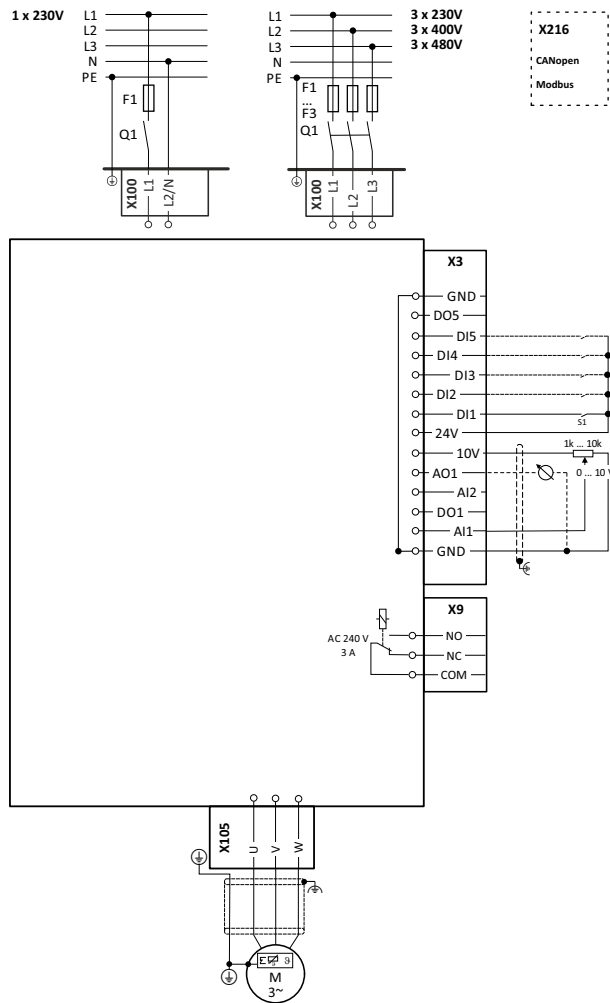 1 x 230V
L1
L2
L3
N
PE
F1
Q1
X100
L1
L2/N
L1
L2
L3
N
PE
3 x 230V
3 x 400V
3 x 480V
F1
...
F3
Q1
X100
L1
L2
L3
X216
CANopen
Modbus
X3
GND
DO5
DI5
DI4
DI3
DI2
DI1
S1
24V
10V
1k ... 10k
AO1
0 ... 10 V
AI2
DO1
AI1
GND
X9
AC 240 V
3 A
NO
NC
COM
X105
U
V
W
M
3~